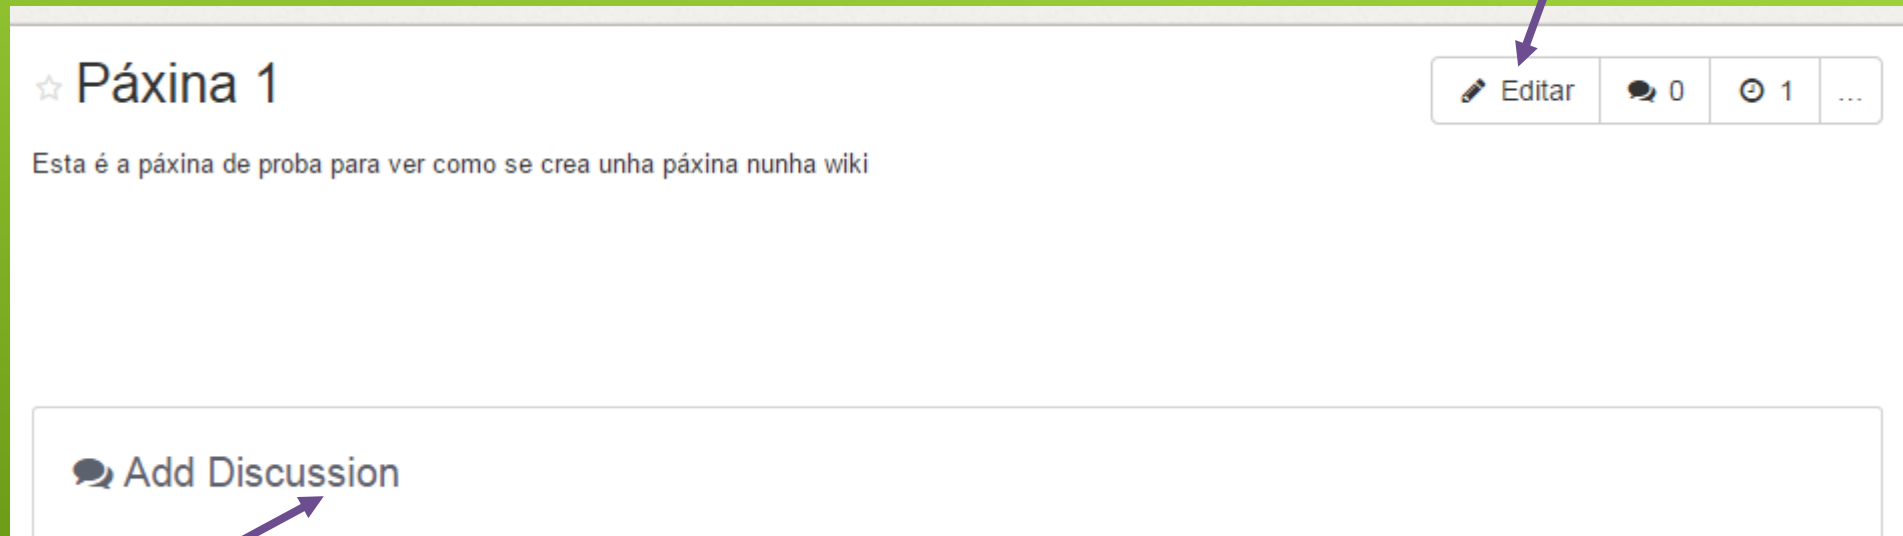 Páxina 1
Editar 0 1 ...
Esta é a páxina de proba para ver como se crea unha páxina nunha wiki
Add Discussion